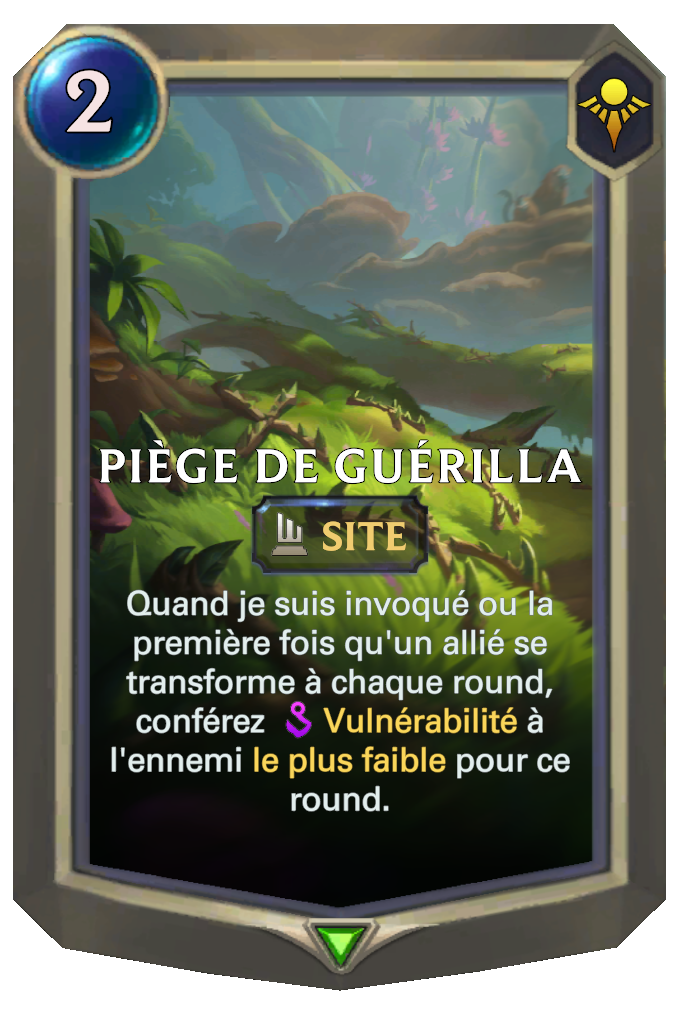 2
PIÈGE DE GUÉRILLA
SITE
Quand je suis invoqué ou la
première fois qu'un allié se
transforme à chaque round,
conférez Vulnérabilité à
l'ennemi le plus faible pour ce
round.